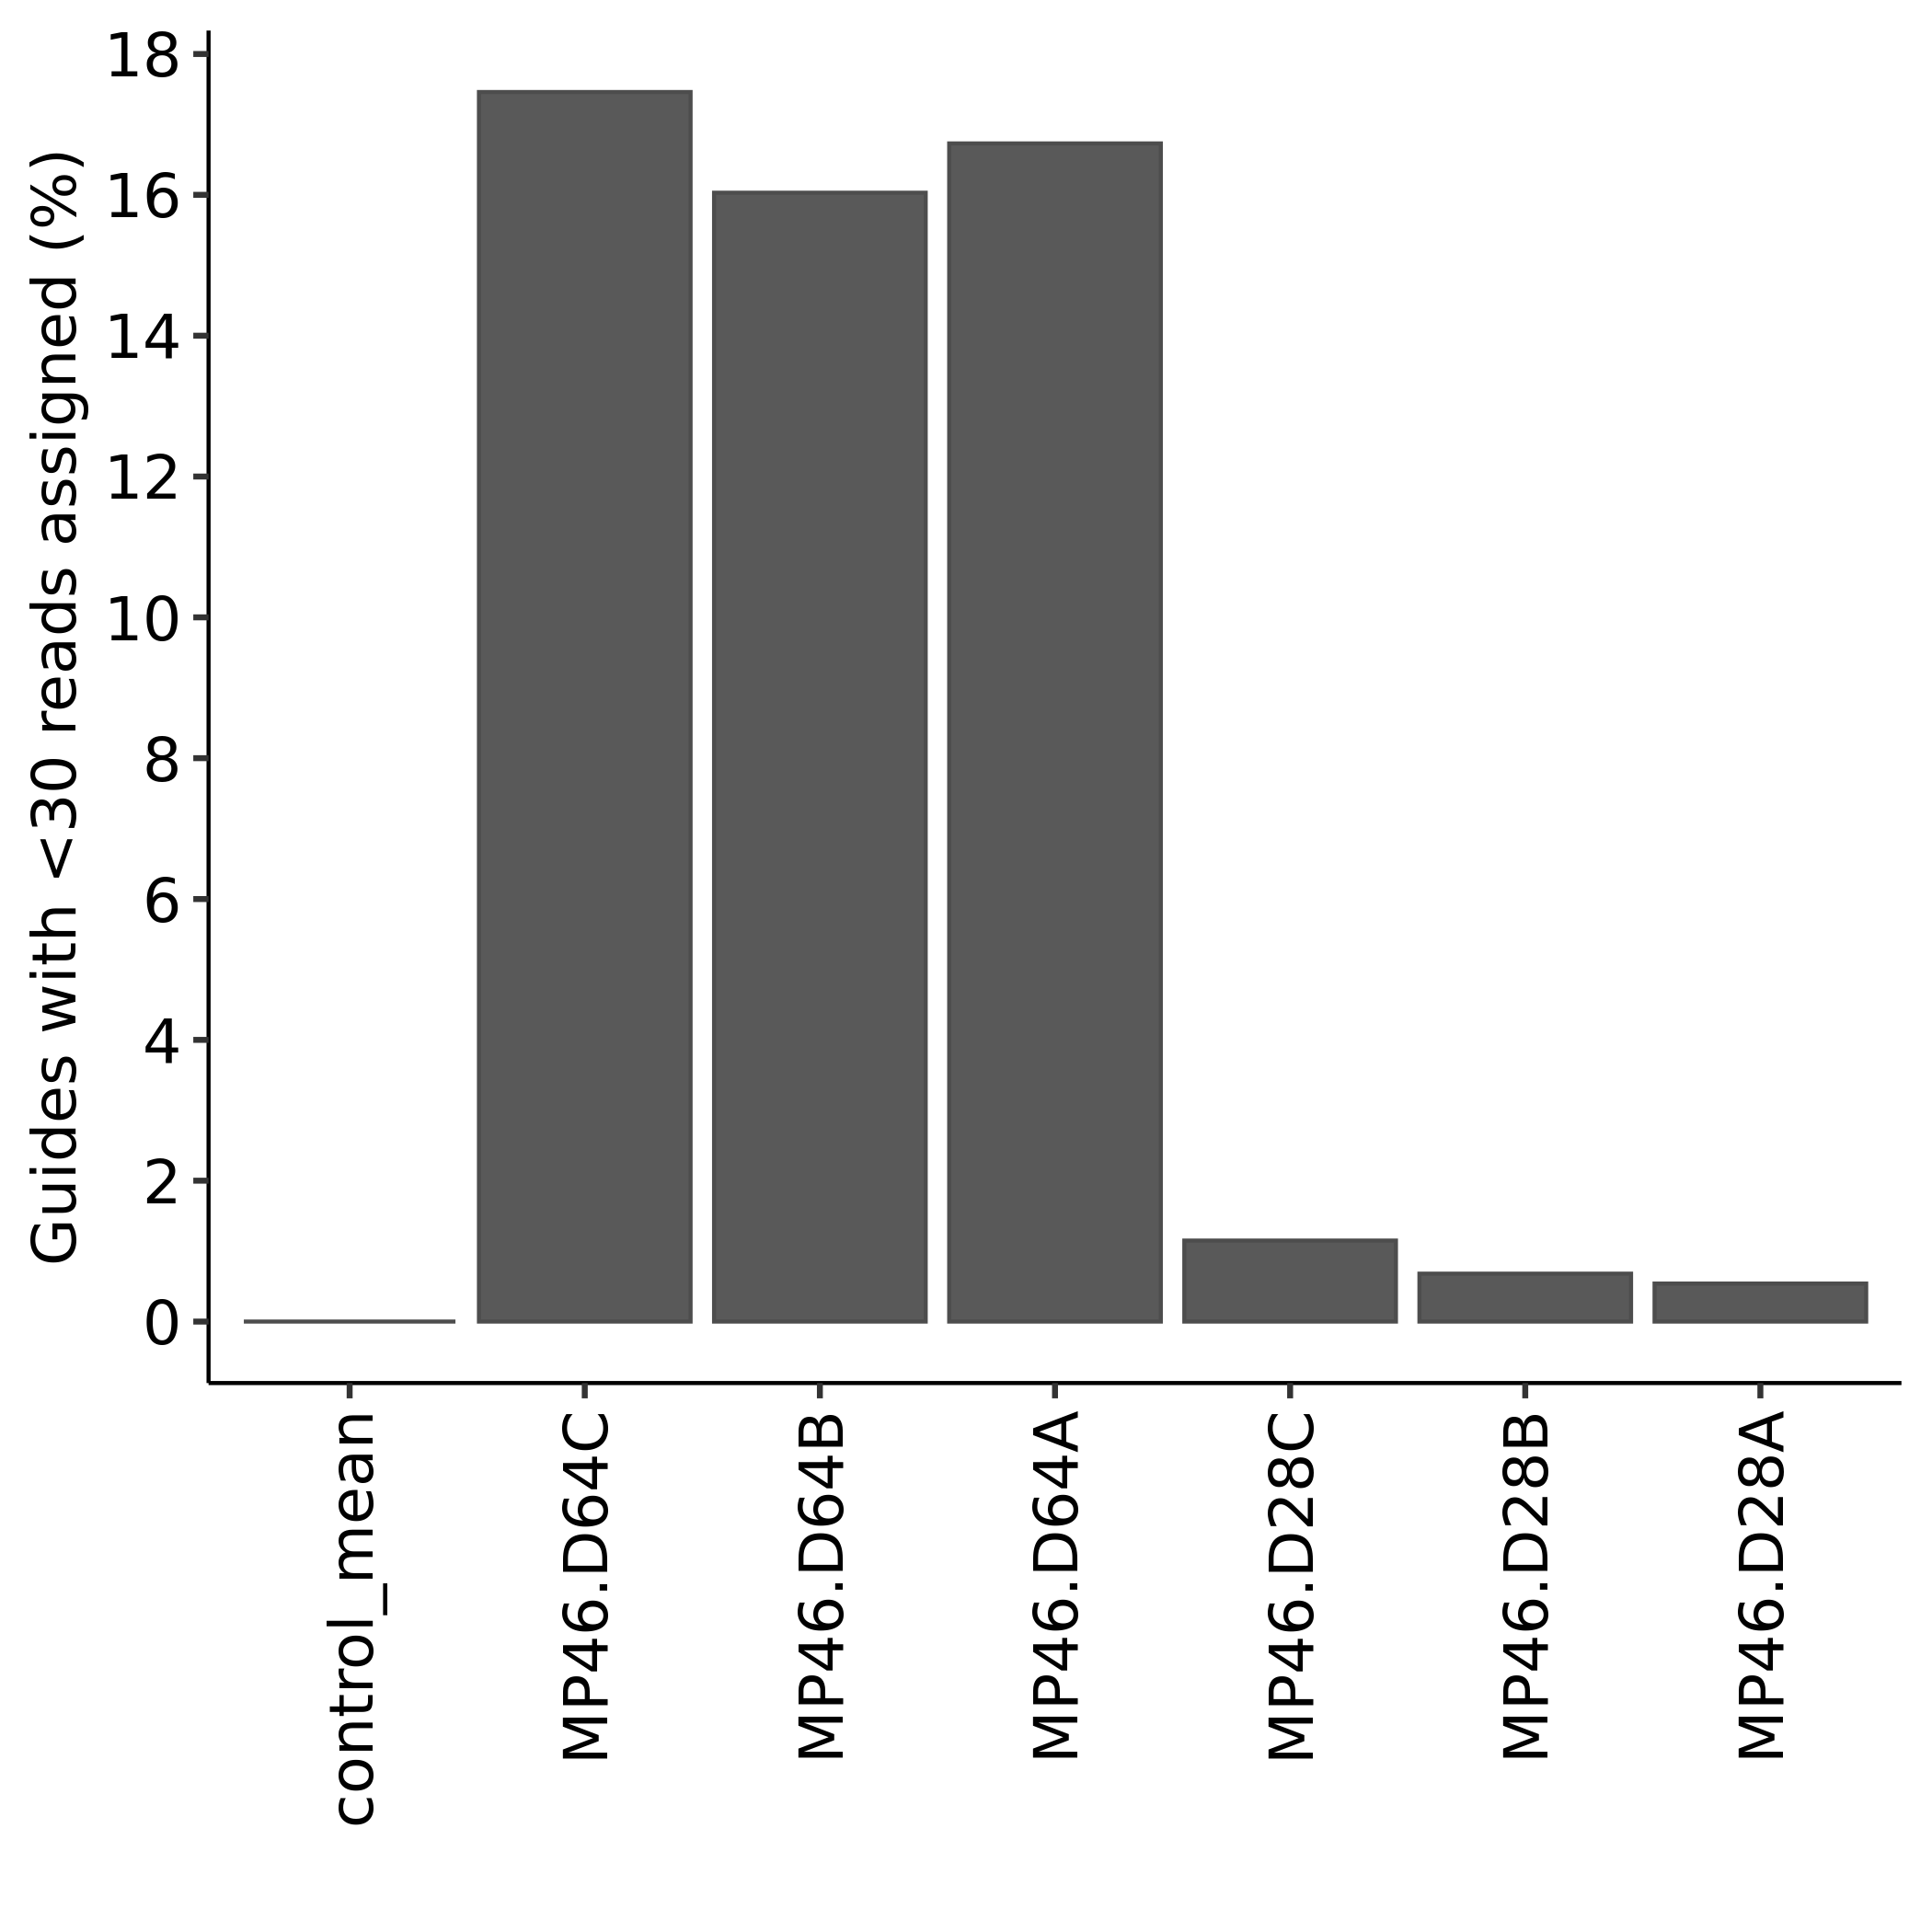 Guides with <30 reads assigned (%)
18
16
14
12
10
8
6
4
2
0
control_mean
MP46.D64C
MP46.D64B
MP46.D64A
MP46.D28C
MP46.D28B
MP46.D28A